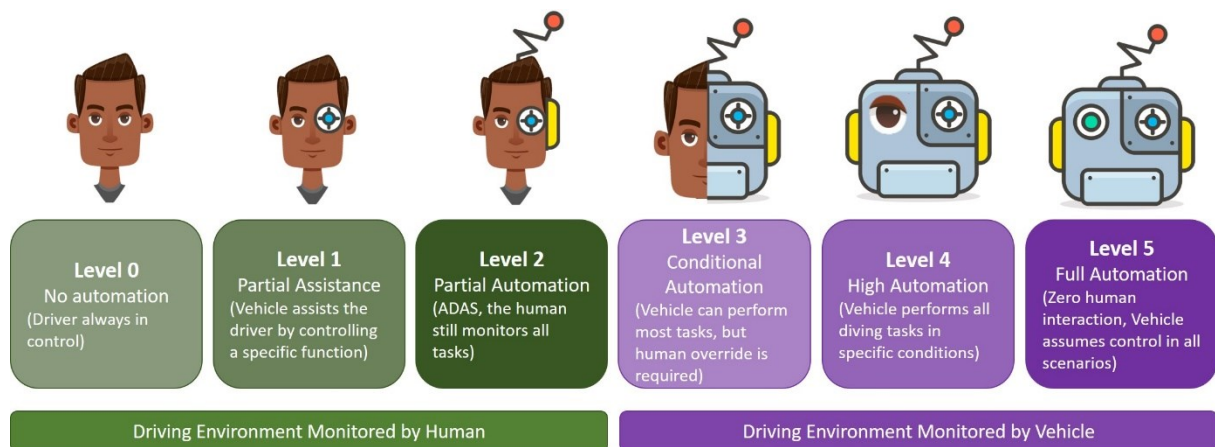 Level 0
No automation
(Driver always in
control)
Level 1
Partial Assistance
(Vehicle assists the
driver by controlling
a specific function)
Level 2
Partial Automation
(ADAS, the human
still monitors all
tasks)
Level 3
Conditional
Automation
(Vehicle can perform
most tasks, but
human override is
required)
Level 4
High Automation
(Vehicle performs all
diving tasks in
specific conditions)
Level 5
Full Automation
(Zero human
interaction, Vehicle
assumes control in all
scenarios)
Driving Environment Monitored by Human
Driving Environment Monitored by Vehicle